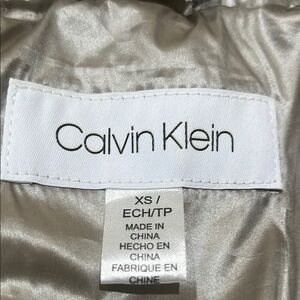 Calvin Klein
XS /
ECH/TP
MADE IN
CHINA
HECHO EN
CHINA
FABRIQUE EN
CHINE